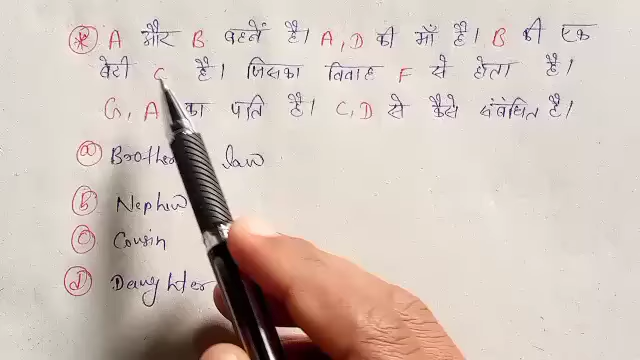 * A और B बहनें है। A, D की माँ है। B की एक
बेटी C है। जिसका विवाह F से होता है।
G, A का पति है। C, D से कैसे संबंधित है।
a Brother law
B Nephew
C Cousin
D Daughter